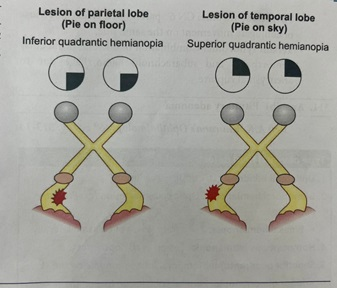 Lesion of parietal lobe
(Pie on floor)
Inferior quadrantic hemianopia
Lesion of temporal lobe
(Pie on sky)
Superior quadrantic hemianopia